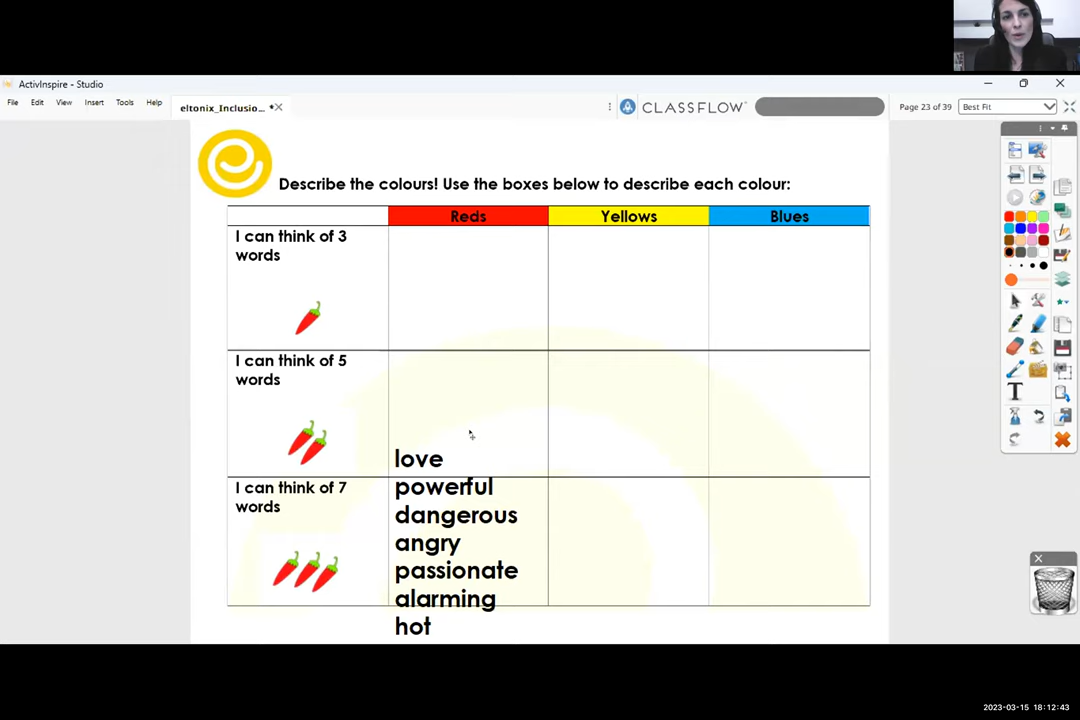 ActivInspire - Studio
File Edit View Insert Tools Help
eltonix_Inclusio... *
CLASSFLOW
Page 23 of 39
Best Fit
Describe the colours! Use the boxes below to describe each colour:
Reds Yellows Blues
I can think of 3
words
I can think of 5
words
I can think of 7
words
love
powerful
dangerous
angry
passionate
alarming
hot
T
2023-03-15 18:12:43